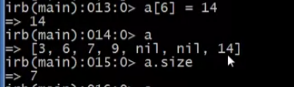 irb(main):013:0> a[6] = 14
=> 14
irb(main):014:0> a
=> [3, 6, 7, 9, nil, nil, 14]
irb(main):015:0> a.size
=> 7